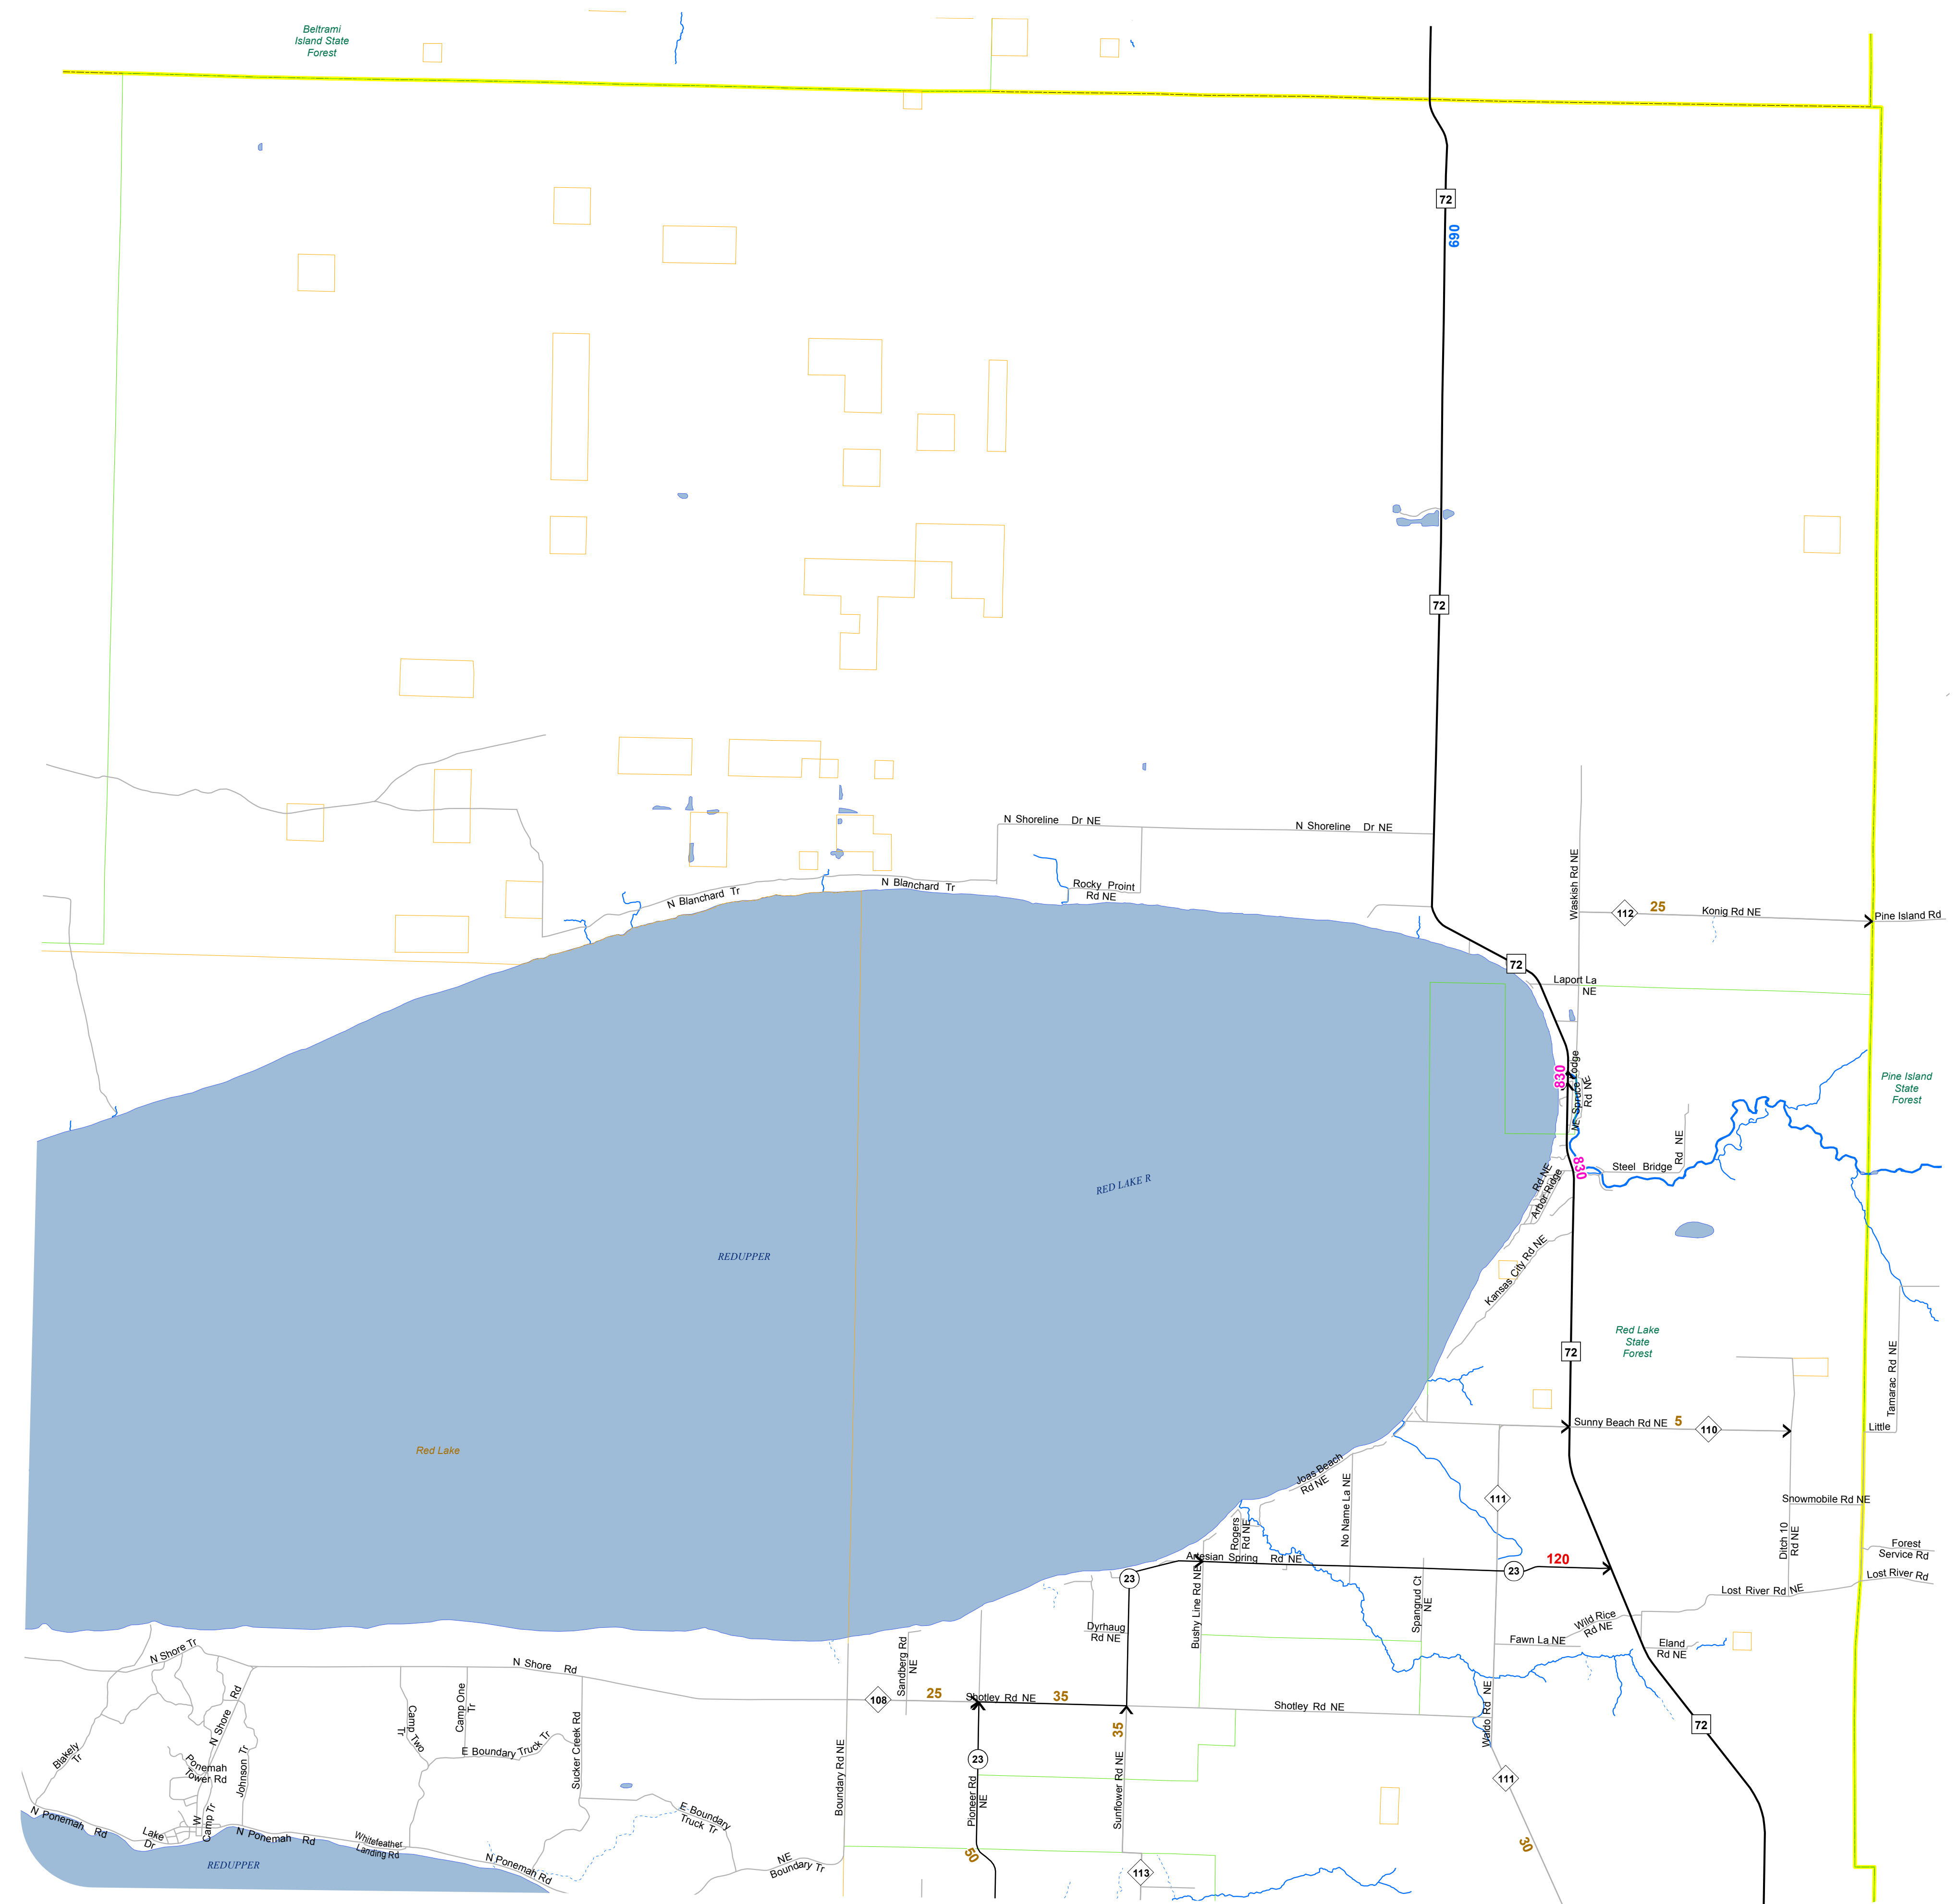 Beltrami
Island State
Forest
72
690
72
N Shoreline Dr NE
N Shoreline Dr NE
Waskish Rd NE
N Blanchard Tr
N Blanchard Tr
Rocky Proint
Rd NE
112
25
Konig Rd NE
Pine Island Rd
72
Laport La
NE
830
NE Spruce Lodge
Rd NE
Pine Island
State
Forest
830
Steel Bridge
Rd NE
Arbor Ridge
Rd NE
RED LAKE R
REDUPPER
Kansas City Rd NE
Red Lake
State
Forest
72
Tamarac Rd NE
Little
Sunny Beach Rd NE
5
110
Red Lake
Joas Beach
Rd NE
No Name La NE
111
Snowmobile Rd NE
Ditch 10
Rd NE
Rogers
Rd NE
Artesian Spring Rd NE
120
23
23
Forest
Service Rd
Lost River Rd NE
Lost River Rd
Bushy Line Rd NE
Spangrud Ct
NE
Dyrhaug
Rd NE
Wild Rice
Rd NE
Fawn La NE
Eland
Rd NE
N Shore Tr
N Shore Rd
N Shore Rd
Sandberg Rd
NE
108
25
Shotley Rd NE
35
Shotley Rd NE
Waldo Rd NE
72
Camp Two
Tr
Camp One
Tr
Sucker Creek Rd
E Boundary Truck Tr
Blakely
Tr
Ponemah
Tower Rd
Johnson Tr
Boundary Rd NE
23
Pioneer Rd
NE
35
Sunflower Rd NE
111
30
N Ponemah Rd
Lake
Dr
W
Camp Tr
N Ponemah Rd
Whitefeather
Landing Rd
N Ponemah Rd
E Boundary
Truck Tr
NE
Boundary Tr
50
113
REDUPPER